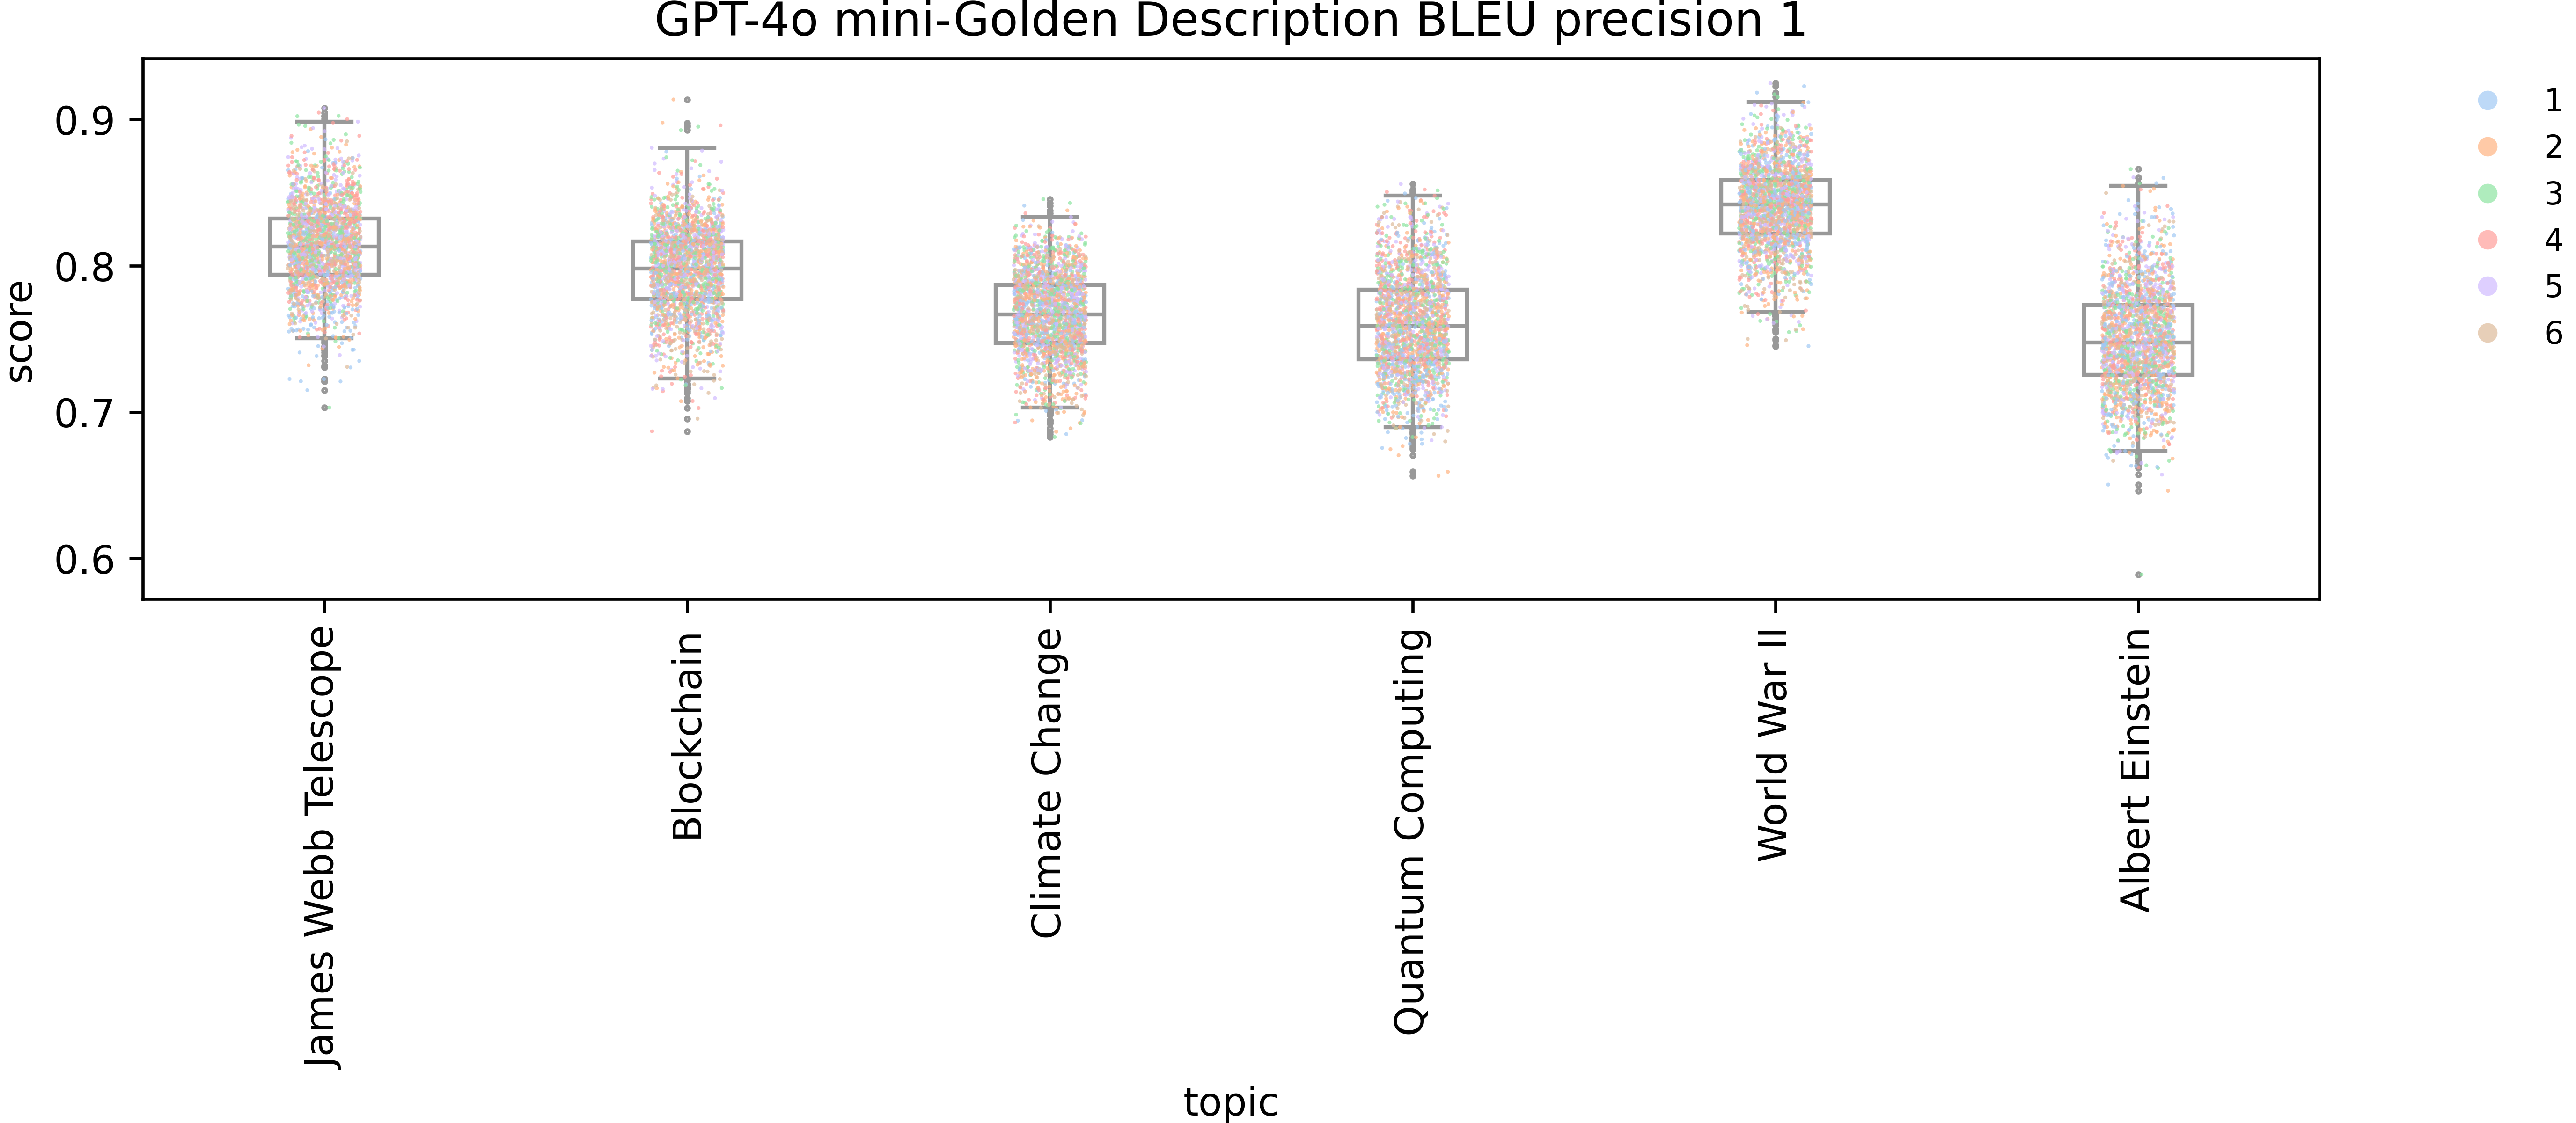 GPT-4o mini-Golden Description BLEU precision 1
score
0.9
0.8
0.7
0.6
James Webb Telescope
Blockchain
Climate Change
Quantum Computing
World War II
Albert Einstein
topic
1
2
3
4
5
6